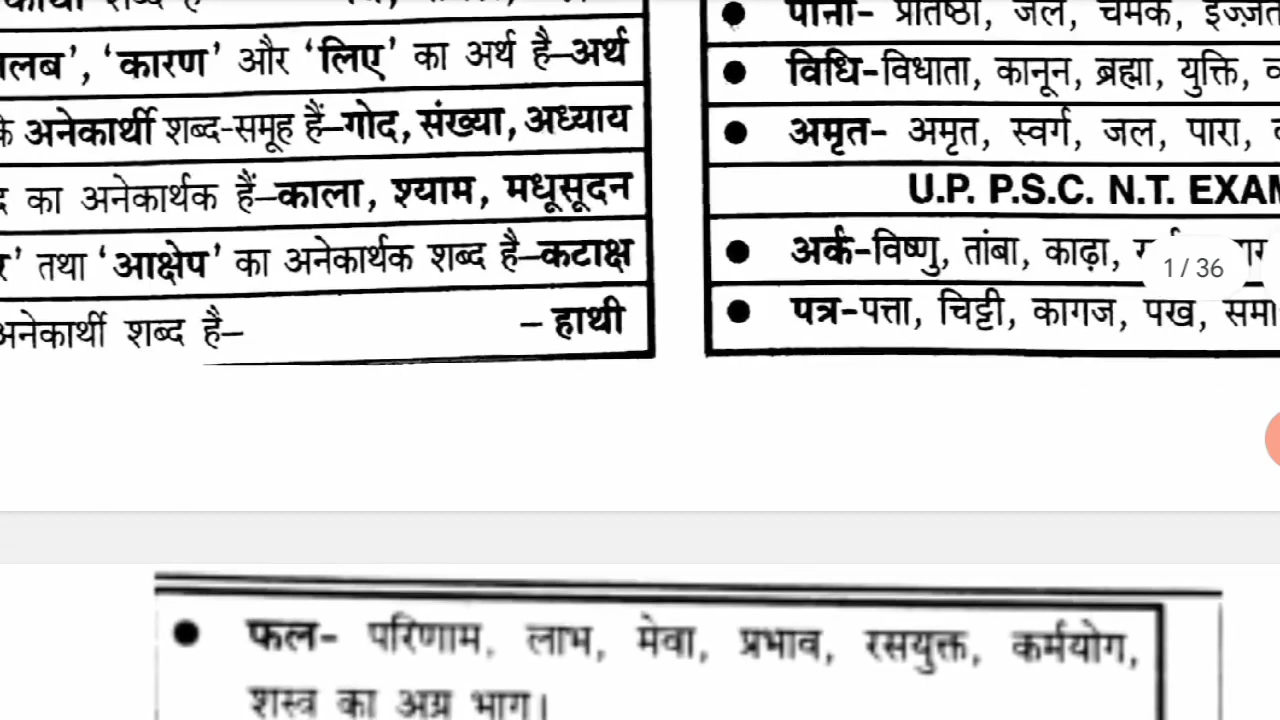 लब’, ‘कारण’ और ‘लिए’ का अर्थ है–अर्थ
के अनेकार्थी शब्द-समूह हैं–गोद, संख्या, अध्याय
का अनेकार्थक हैं–काला, श्याम, मधूसूदन
तथा ‘आक्षेप’ का अनेकार्थक शब्द है–कटाक्ष
अनेकार्थी शब्द है– – हाथी
● पानी– प्रतिष्ठा, जल, चमक, इज़्ज़त
● विधि–विधाता, कानून, ब्रह्मा, युक्ति,
● अमृत– अमृत, स्वर्ग, जल, पारा,
U.P. P.S.C. N.T. EXAM
● अर्क–विष्णु, तांबा, काढ़ा,
1 / 36
● पत्र–पत्ता, चिट्टी, कागज, पख, समा
● फल– परिणाम, लाभ, मेवा, प्रभाव, रसयुक्त, कर्मयोग,
शस्त्र का अग्र भाग।